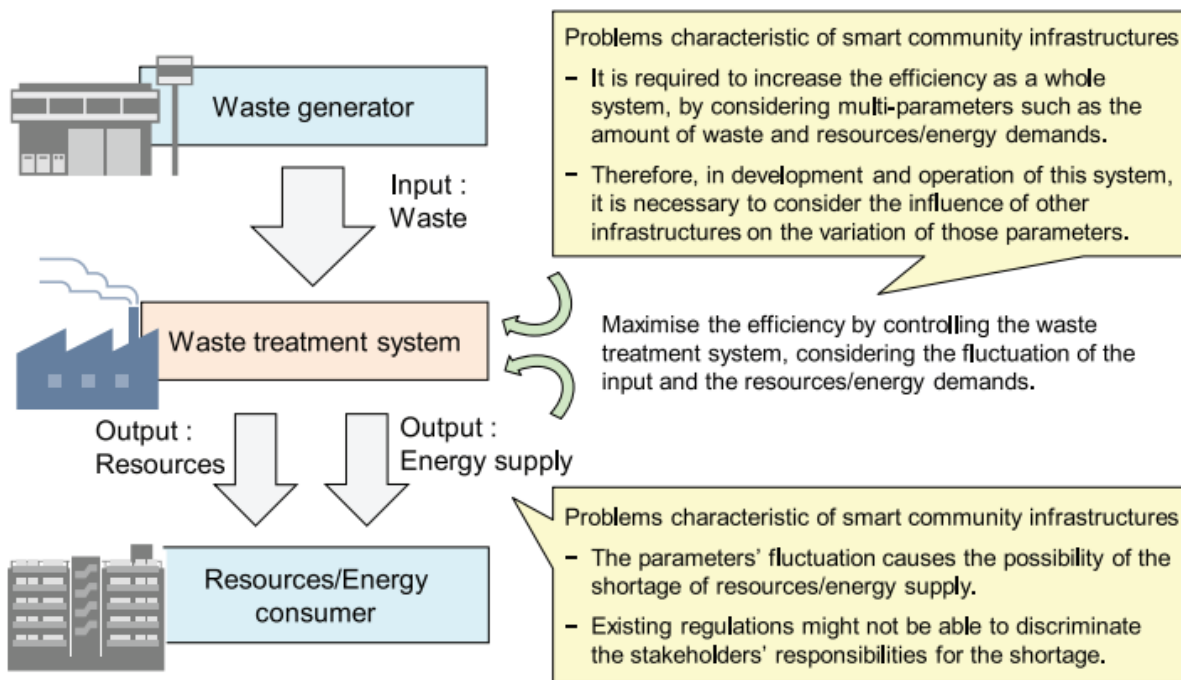 Waste generator
Input :
Waste
Waste treatment system
Output :
Resources
Output :
Energy supply
Resources/Energy
consumer
Problems characteristic of smart community infrastructures
− It is required to increase the efficiency as a whole
system, by considering multi-parameters such as the
amount of waste and resources/energy demands.
− Therefore, in development and operation of this system,
it is necessary to consider the influence of other
infrastructures on the variation of those parameters.
Maximise the efficiency by controlling the waste
treatment system, considering the fluctuation of the
input and the resources/energy demands.
Problems characteristic of smart community infrastructures
− The parameters’ fluctuation causes the possibility of the
shortage of resources/energy supply.
− Existing regulations might not be able to discriminate
the stakeholders’ responsibilities for the shortage.